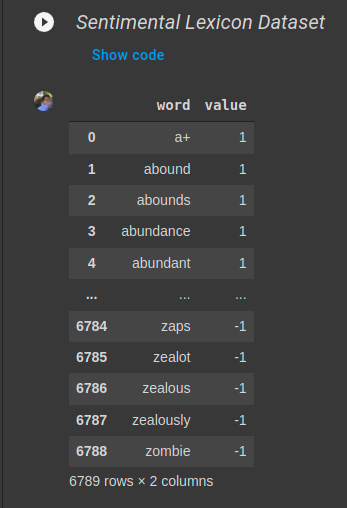 Sentimental Lexicon Dataset
Show code
word value
0 a+ 1
1 abound 1
2 abounds 1
3 abundance 1
4 abundant 1
... ... ...
6784 zaps -1
6785 zealot -1
6786 zealous -1
6787 zealously -1
6788 zombie -1
6789 rows × 2 columns